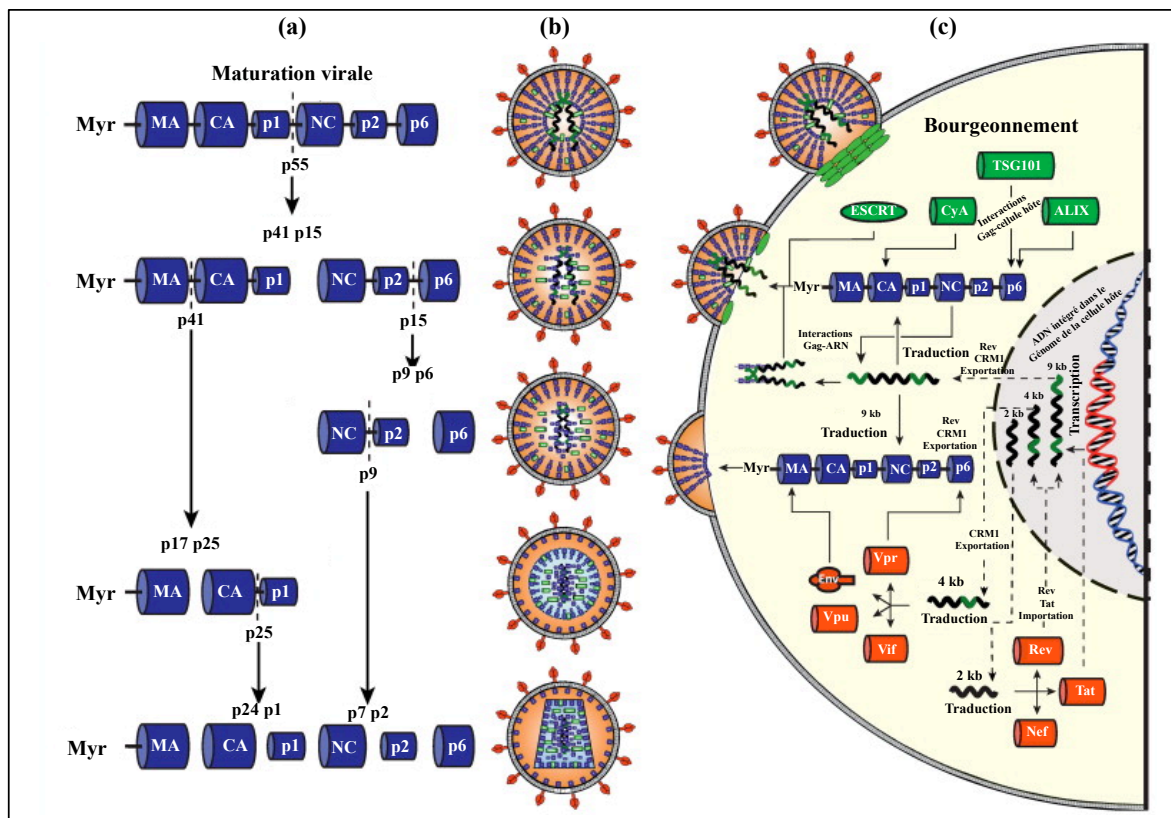 (a)
(b)
(c)
Maturation virale
Myr
MA
CA
p1
NC
p2
p6
p55
p41 p15
Myr
MA
CA
p1
NC
p2
p6
p41
p15
p9 p6
NC
p2
p6
p9
p17 p25
Myr
MA
CA
p1
p25
p24 p1
p7 p2
Myr
MA
CA
p1
NC
p2
p6
Bourgeonnement
TSG101
ESCRT
CyA
Interactions
Gag-cellule hôte
ALIX
Myr
MA
CA
p1
NC
p2
p6
ADN intégré dans le
Génome de la cellule hôte
Interactions
Gag-ARN
Traduction
Rev
CRM1
Exportation
9 kb
4 kb
2 kb
Transcription
9 kb
Traduction
Rev
CRM1
Exportation
Myr
MA
CA
p1
NC
p2
p6
CRM1
Exportation
Vpr
Env
Vpu
Vif
4 kb
Traduction
Rev
Tat
Importation
Rev
2 kb
Traduction
Tat
Nef